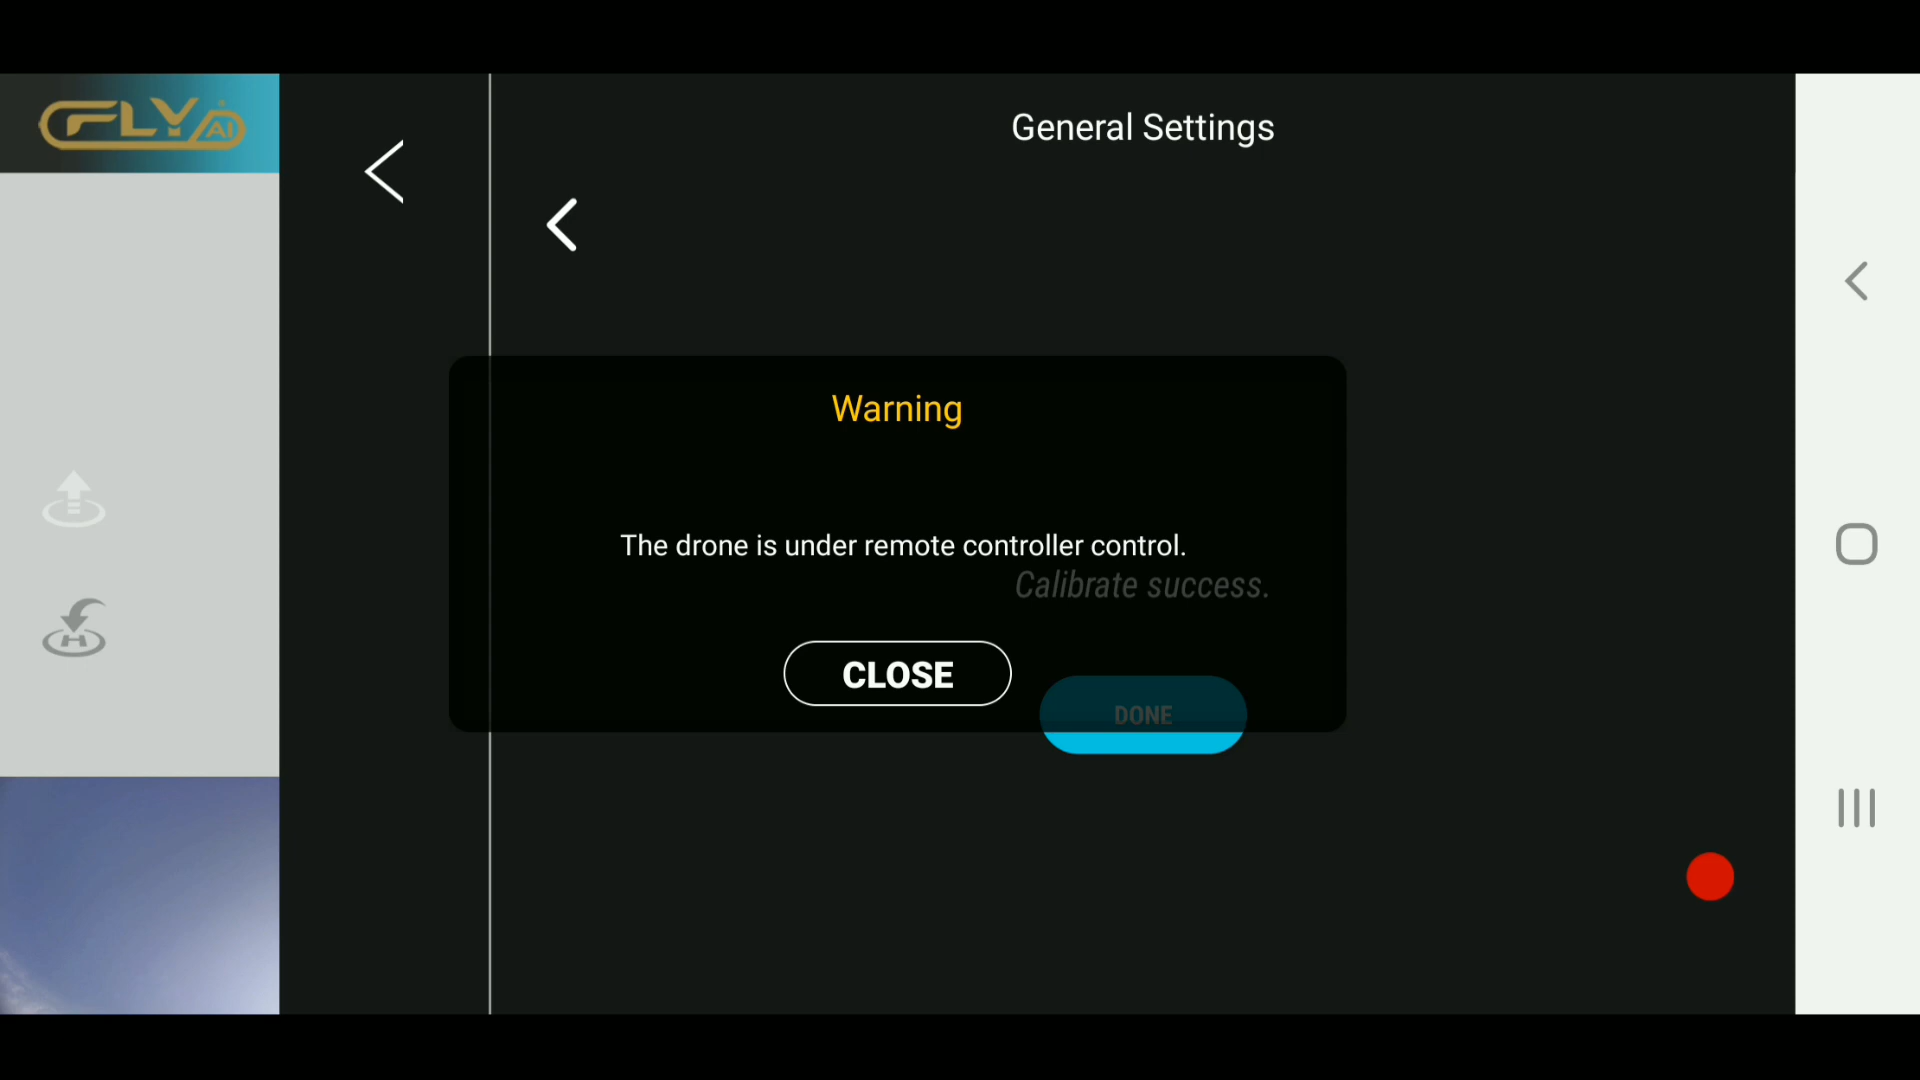 CFLY AI
General Settings
Warning
The drone is under remote controller control.
Calibrate success.
CLOSE
DONE
H